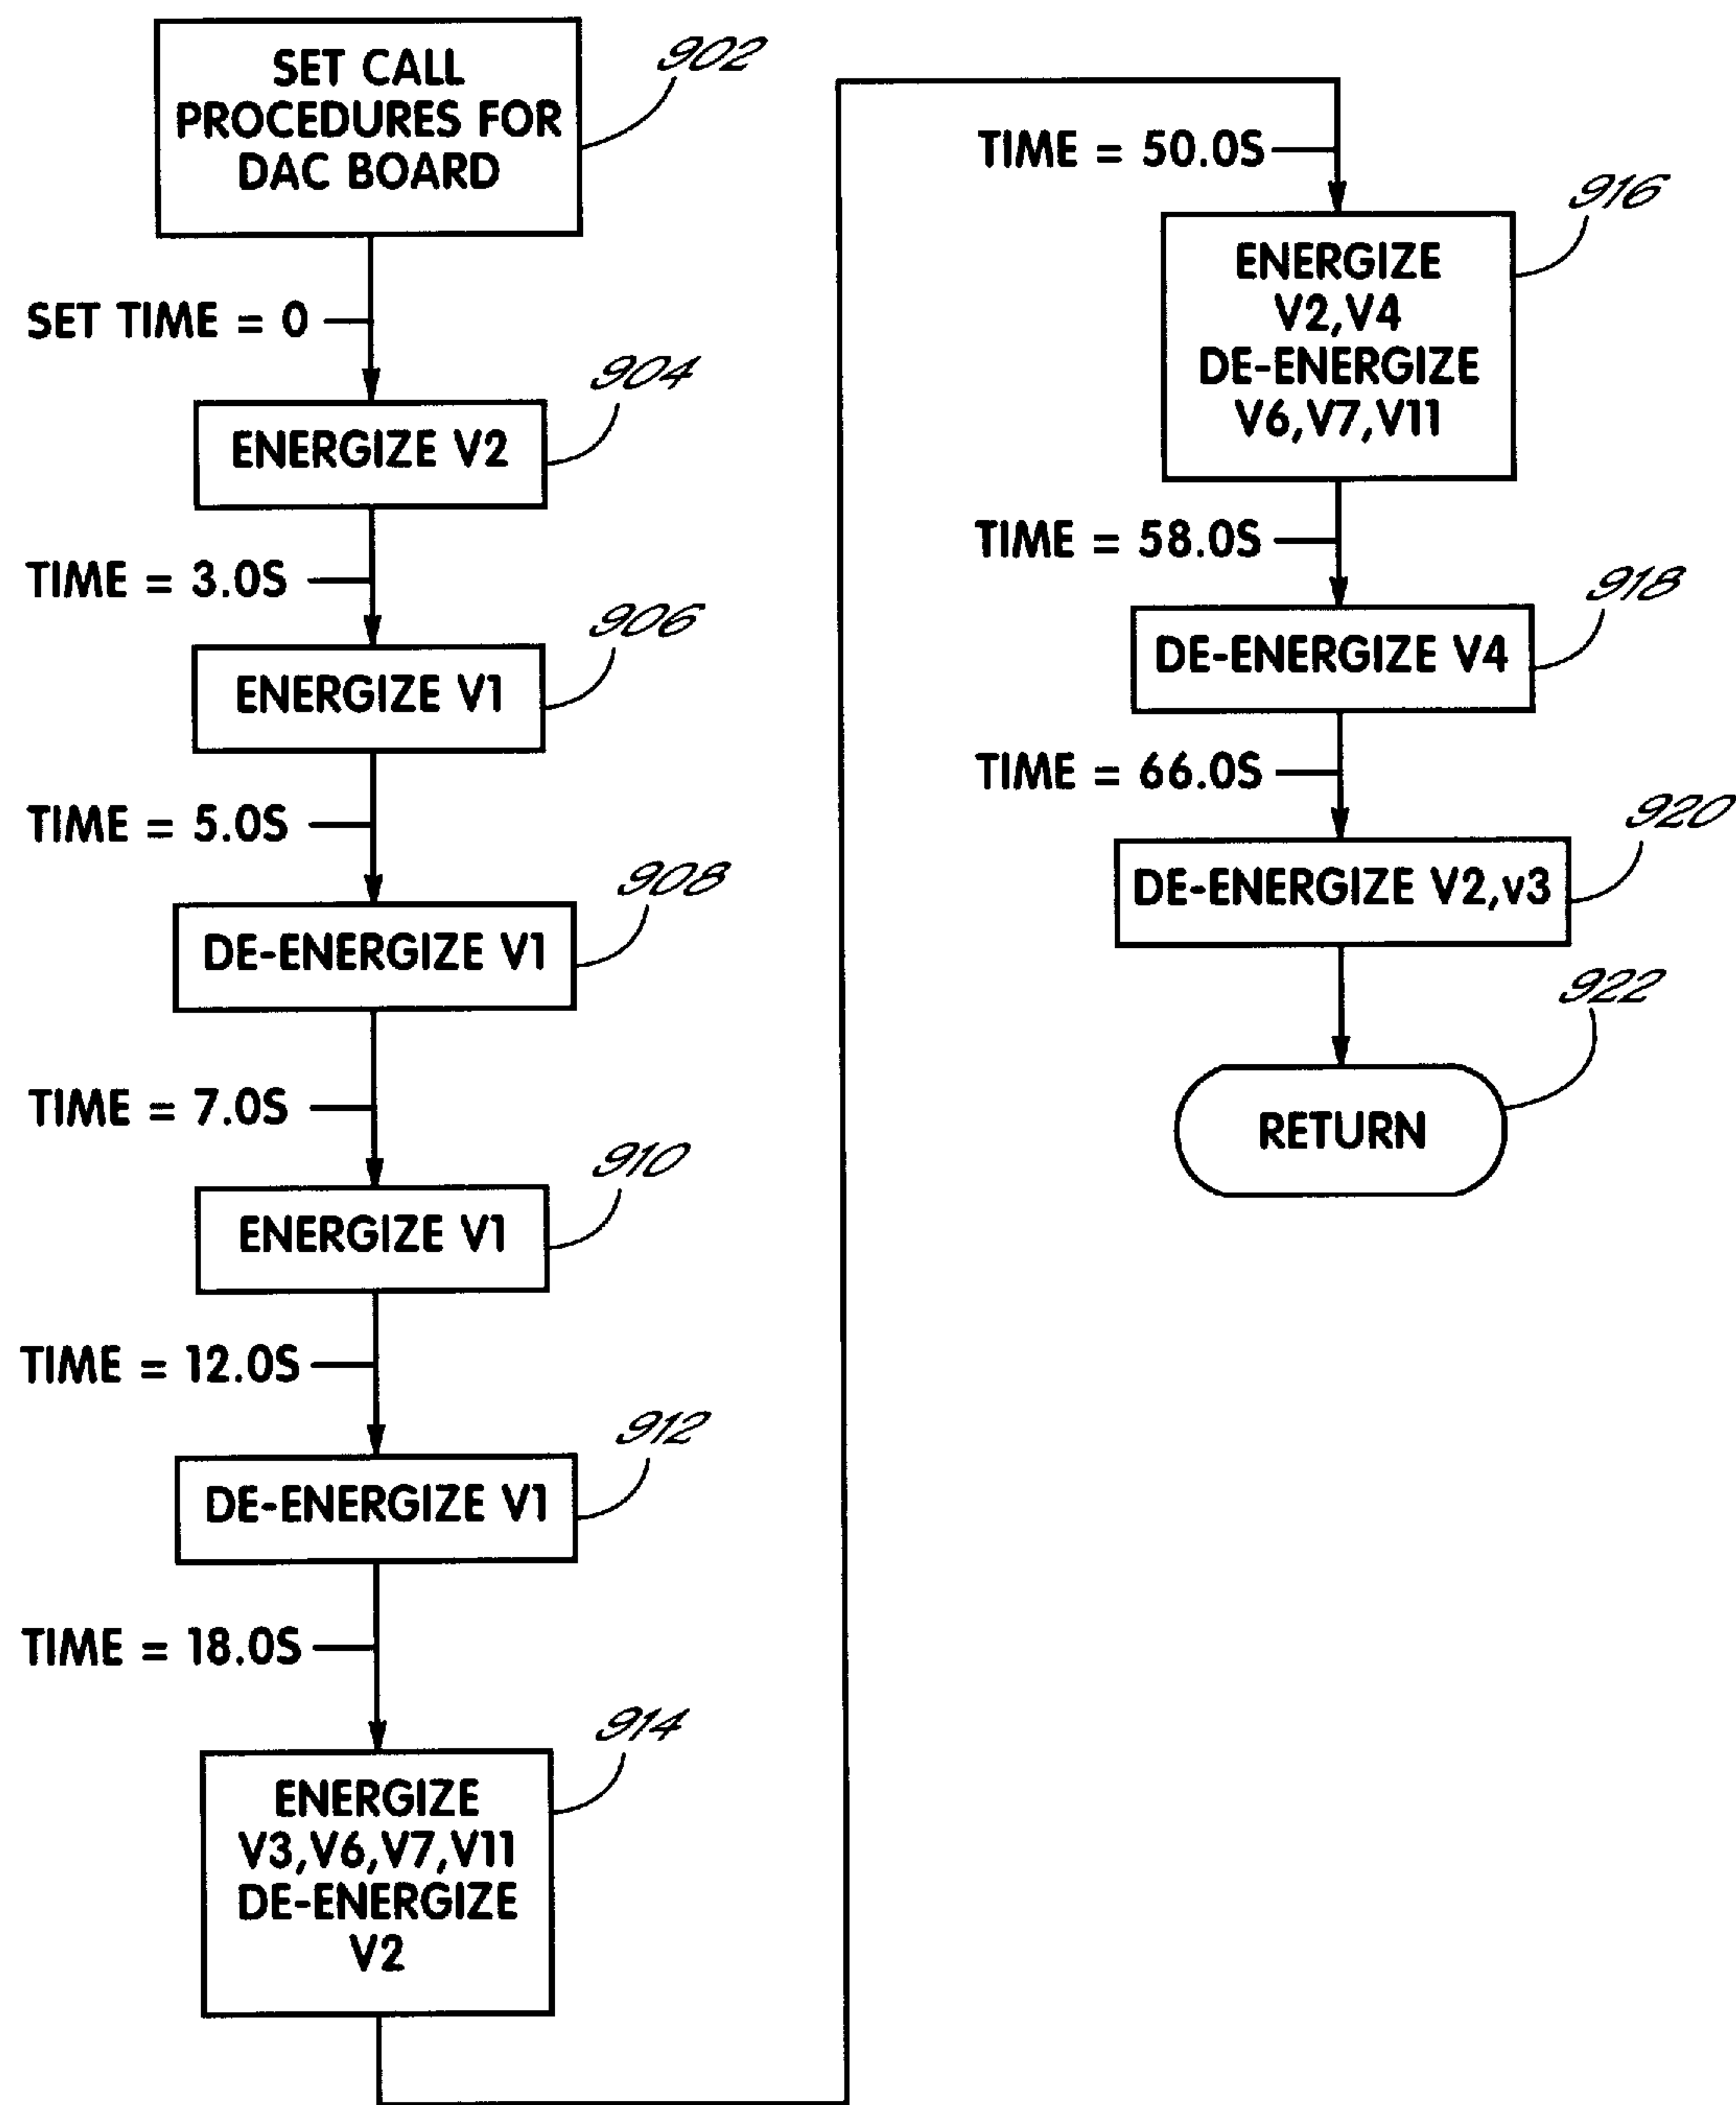 SET CALL
PROCEDURES FOR
DAC BOARD
902
SET TIME = 0
904
ENERGIZE V2
TIME = 3.0S
906
ENERGIZE V1
TIME = 5.0S
908
DE-ENERGIZE V1
TIME = 7.0S
910
ENERGIZE V1
TIME = 12.0S
912
DE-ENERGIZE V1
TIME = 18.0S
914
ENERGIZE
V3,V6,V7,V11
DE-ENERGIZE
V2
TIME = 50.0S
916
ENERGIZE
V2,V4
DE-ENERGIZE
V6,V7,V11
TIME = 58.0S
918
DE-ENERGIZE V4
TIME = 66.0S
920
DE-ENERGIZE V2,v3
922
RETURN